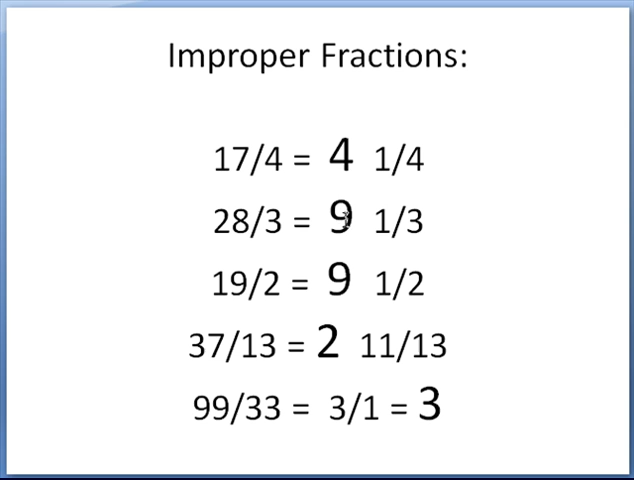 Improper Fractions:
17/4 = 4 1/4
28/3 = 9 1/3
19/2 = 9 1/2
37/13 = 2 11/13
99/33 = 3/1 = 3